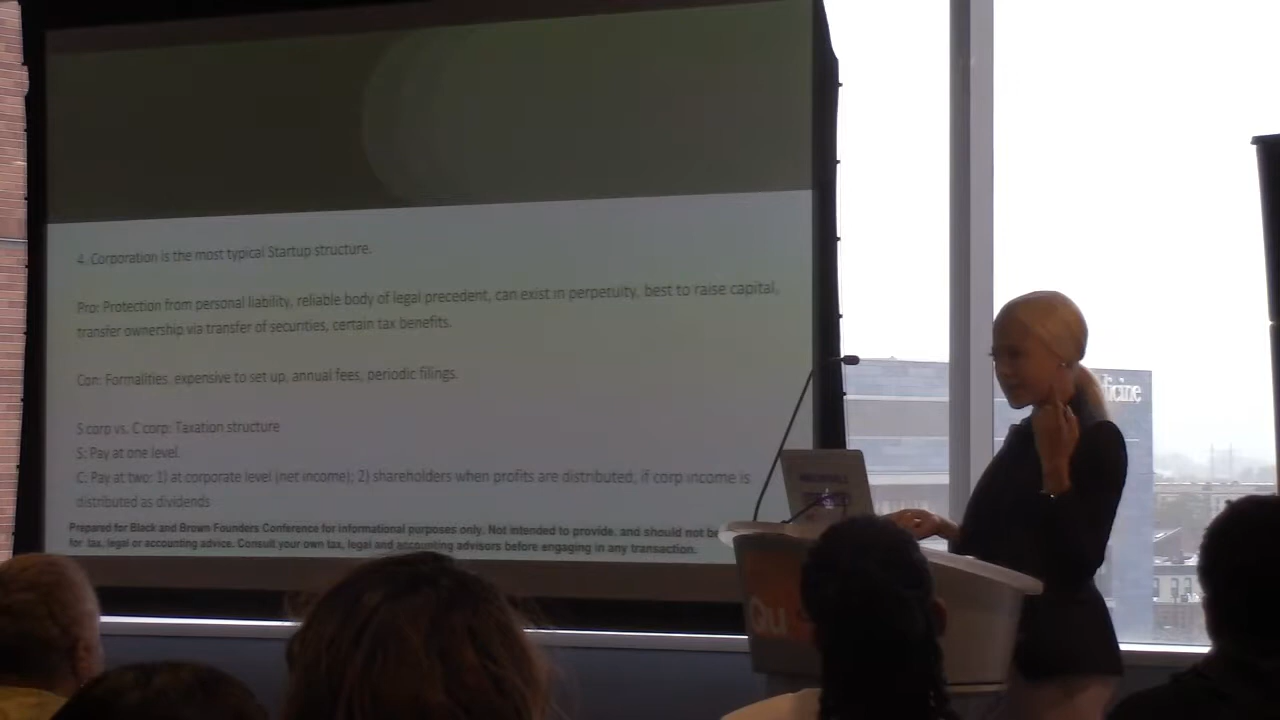 4. Corporation is the most typical Startup structure.
Pro: Protection from personal liability, reliable body of legal precedent, can exist in perpetuity, best to raise capital,
transfer ownership via transfer of securities, certain tax benefits.
Con: Formalities, expensive to set up, annual fees, periodic filings.
S corp vs. C corp: Taxation structure
S: Pay at one level.
C: Pay at two: 1) at corporate level (net income); 2) shareholders when profits are distributed, if corp income is
distributed as dividends
Prepared for Black and Brown Founders Conference for informational purposes only. Not intended to provide, and should not be
for tax, legal or accounting advice. Consult your own tax, legal and accounting advisors before engaging in any transaction.
Qu
icine